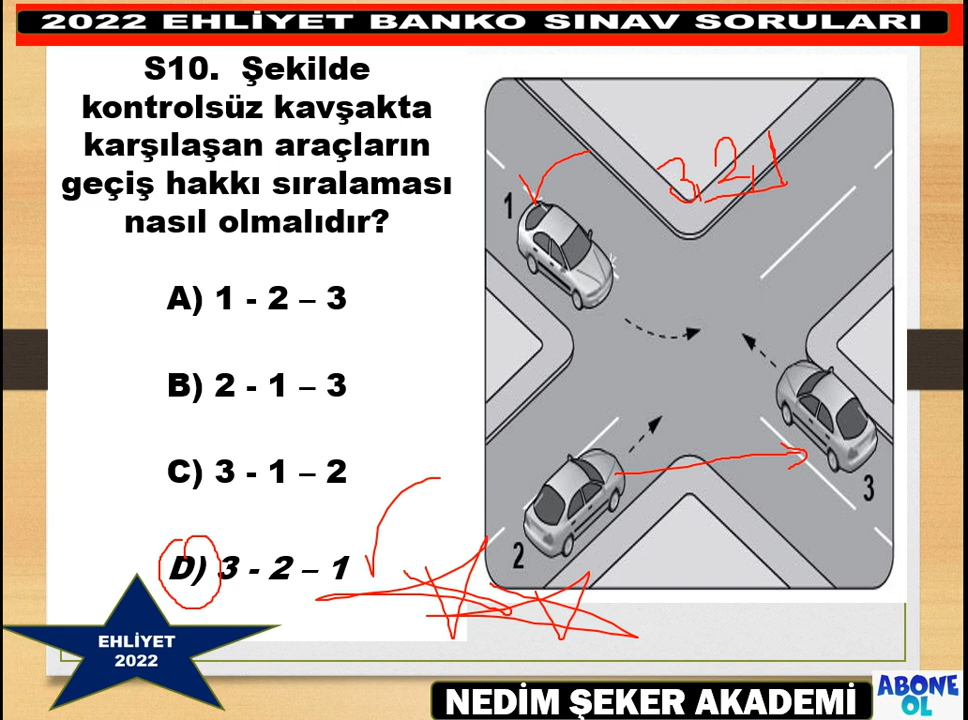 2022 EHLİYET BANKO SINAV SORULARI
S10. Şekilde
kontrolsüz kavşakta
karşılaşan araçların
geçiş hakkı sıralaması
nasıl olmalıdır?
A) 1 - 2 – 3
B) 2 - 1 – 3
C) 3 - 1 – 2
D) 3 - 2 – 1
1
3,2,1
2
3
EHLİYET
2022
NEDİM ŞEKER AKADEMİ
ABONE
OL